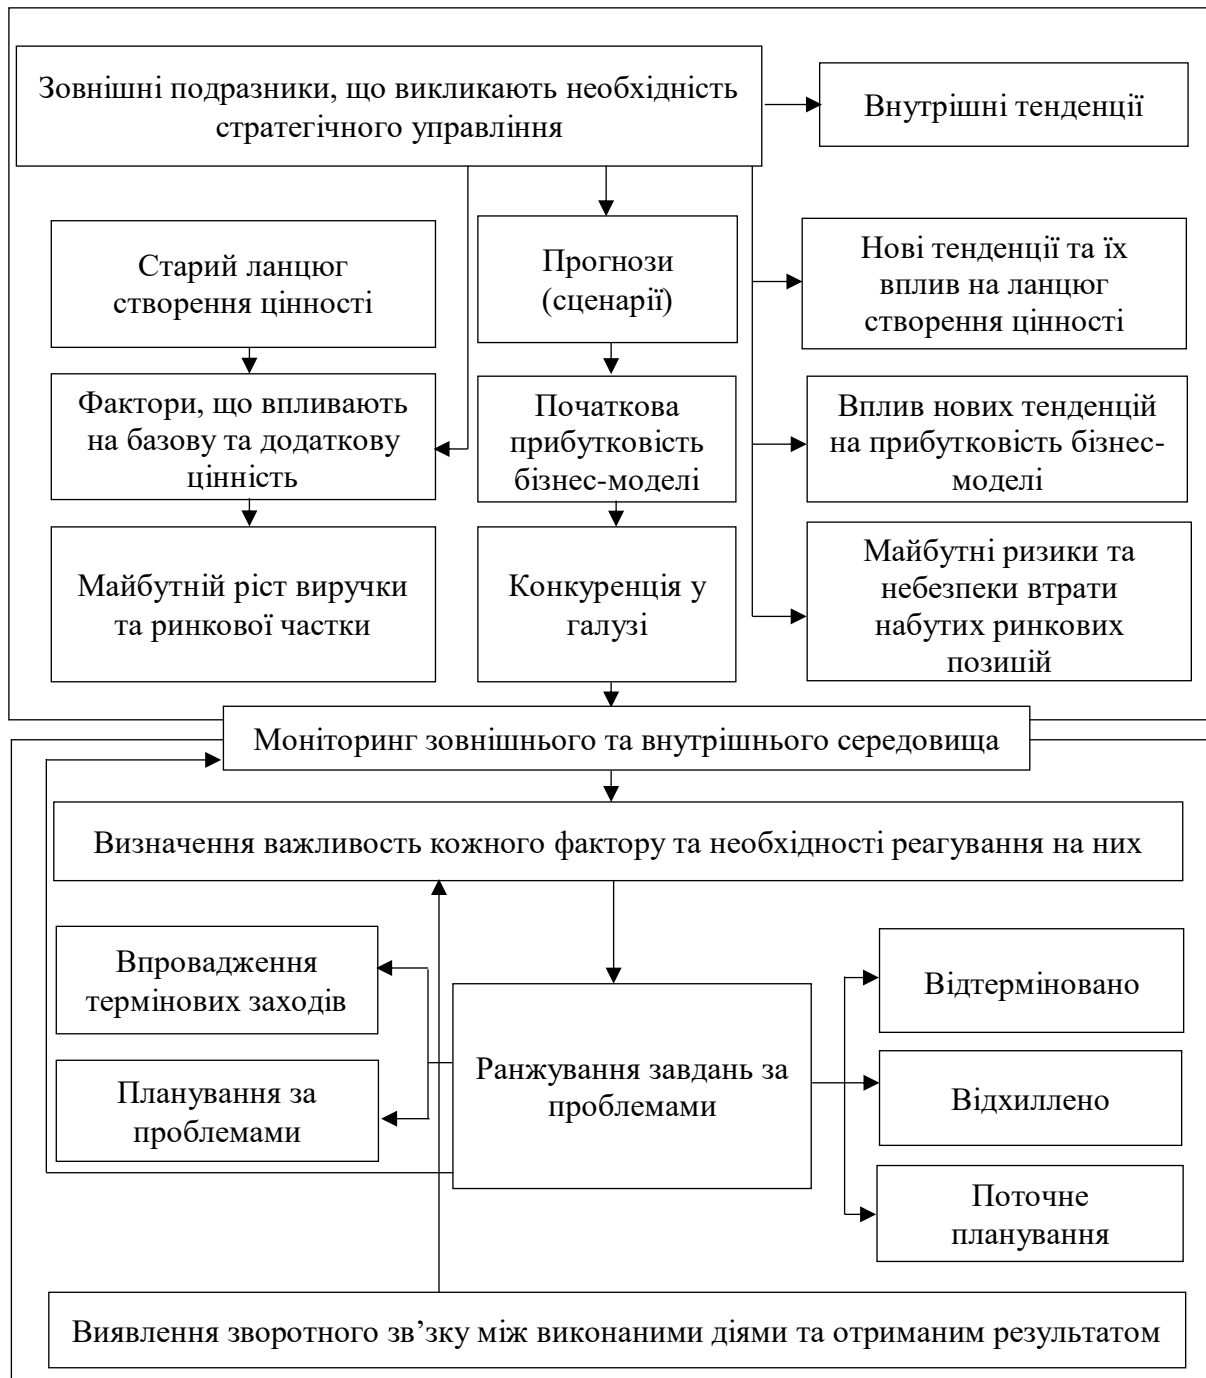 Зовнішні подразники, що викликають необхідність
стратегічного управління
Внутрішні тенденції
Старий ланцюг
створення цінності
Прогнози
(сценарії)
Нові тенденції та їх
вплив на ланцюг
створення цінності
Фактори, що впливають
на базову та додаткову
цінність
Початкова
прибутковість
бізнес-моделі
Вплив нових тенденцій
на прибутковість бізнес-
моделі
Майбутній ріст виручки
та ринкової частки
Конкуренція у
галузі
Майбутні ризики та
небезпеки втрати
набутих ринкових
позицій
Моніторинг зовнішнього та внутрішнього середовища
Визначення важливость кожного фактору та необхідності реагування на них
Впровадження
термінових заходів
Планування за
проблемами
Ранжування завдань за
проблемами
Відтерміновано
Відхиллено
Поточне
планування
Виявлення зворотного зв’зку між виконаними діями та отриманим результатом